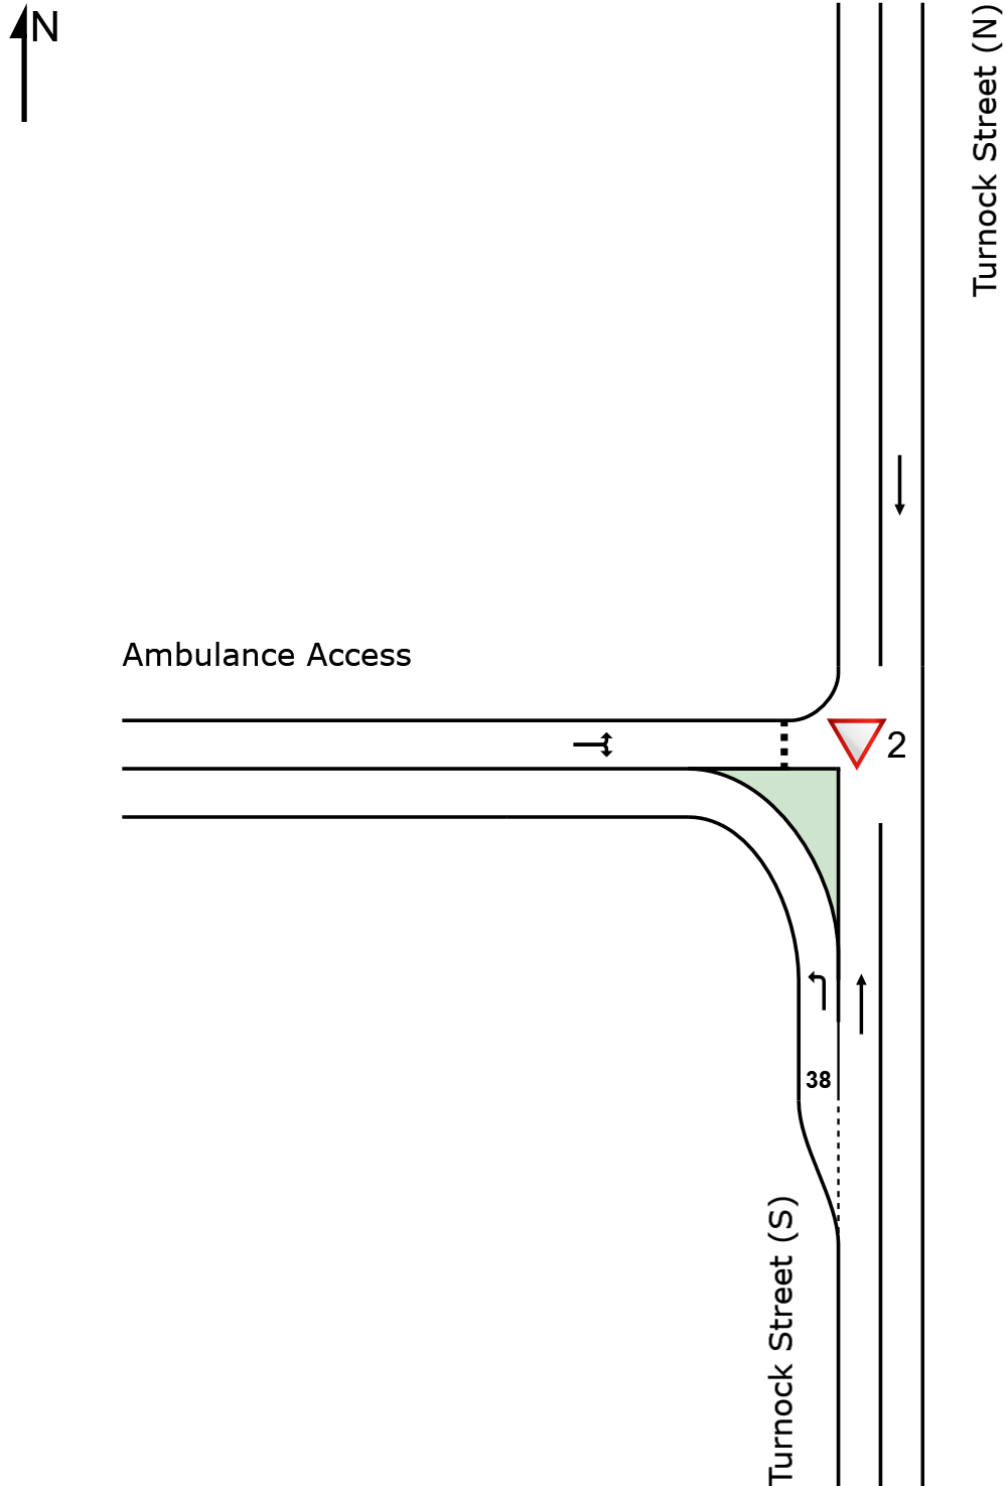 N
Turnock Street (N)
Ambulance Access
2
38
Turnock Street (S)